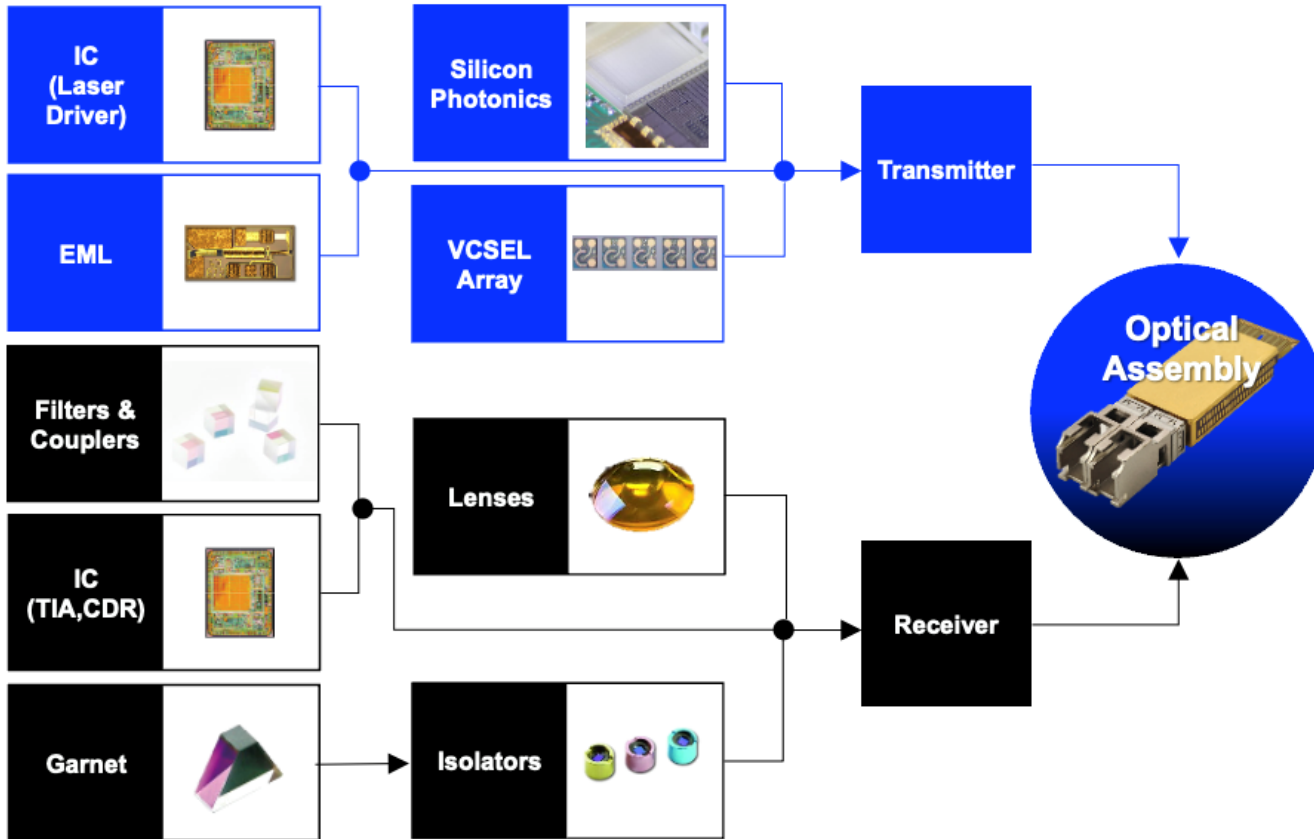 IC
(Laser
Driver)
Silicon
Photonics
Transmitter
EML
VCSEL
Array
Optical
Assembly
Filters &
Couplers
Lenses
IC
(TIA,CDR)
Receiver
Garnet
Isolators